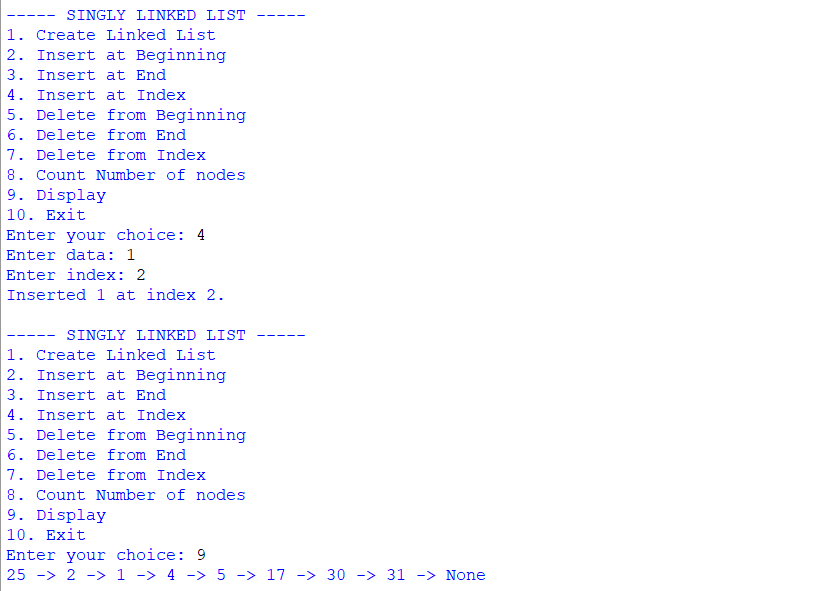 ----- SINGLY LINKED LIST -----
1. Create Linked List
2. Insert at Beginning
3. Insert at End
4. Insert at Index
5. Delete from Beginning
6. Delete from End
7. Delete from Index
8. Count Number of nodes
9. Display
10. Exit
Enter your choice: 4
Enter data: 1
Enter index: 2
Inserted 1 at index 2.

----- SINGLY LINKED LIST -----
1. Create Linked List
2. Insert at Beginning
3. Insert at End
4. Insert at Index
5. Delete from Beginning
6. Delete from End
7. Delete from Index
8. Count Number of nodes
9. Display
10. Exit
Enter your choice: 9
25 -> 2 -> 1 -> 4 -> 5 -> 17 -> 30 -> 31 -> None